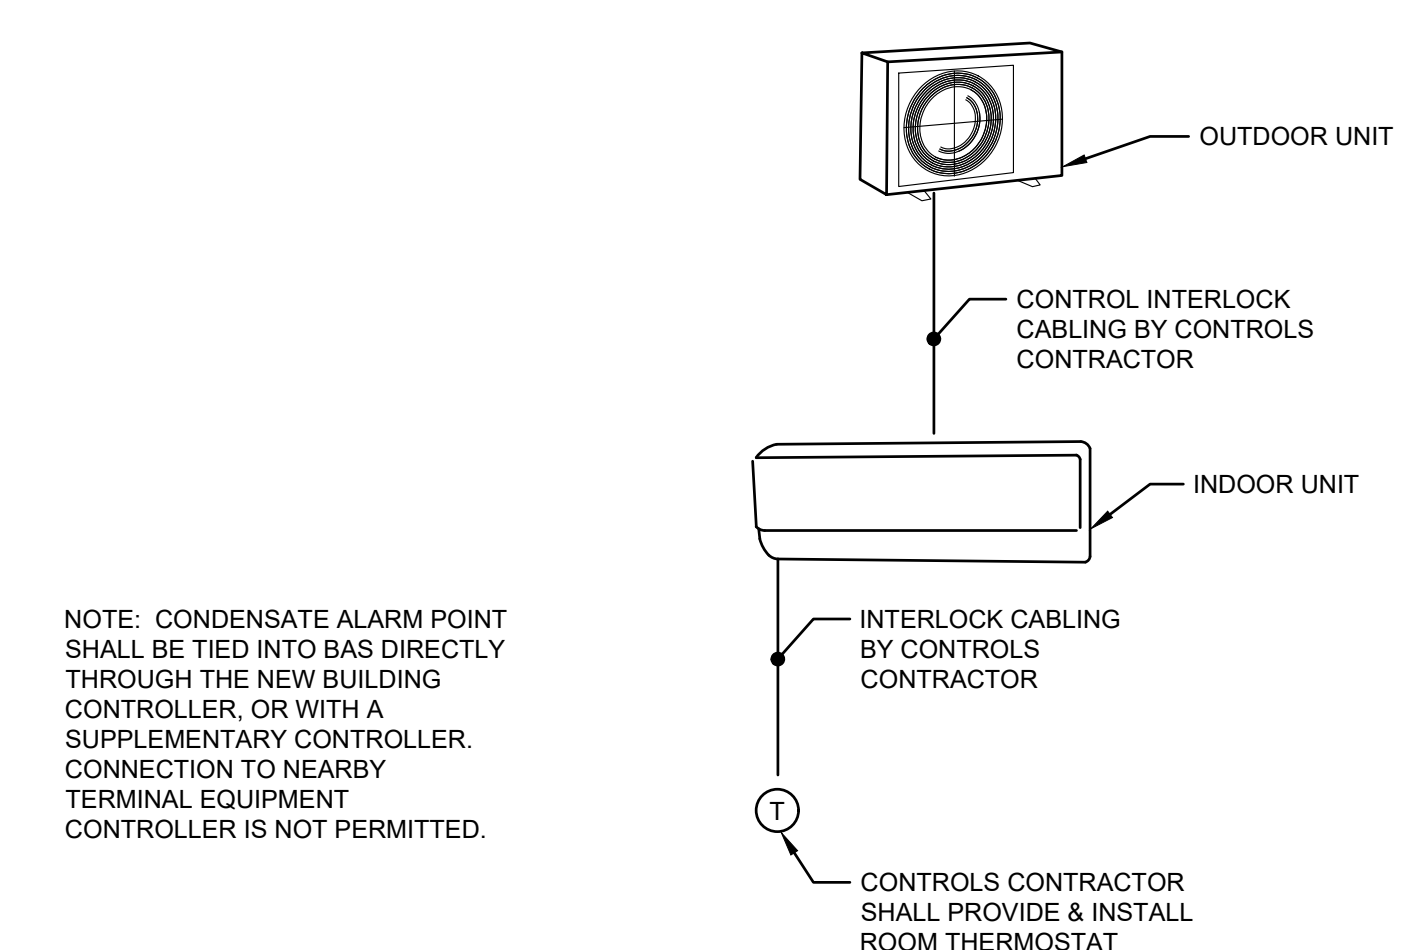 OUTDOOR UNIT
CONTROL INTERLOCK
CABLING BY CONTROLS
CONTRACTOR
INDOOR UNIT
NOTE: CONDENSATE ALARM POINT
SHALL BE TIED INTO BAS DIRECTLY
THROUGH THE NEW BUILDING
CONTROLLER, OR WITH A
SUPPLEMENTARY CONTROLLER.
CONNECTION TO NEARBY
TERMINAL EQUIPMENT
CONTROLLER IS NOT PERMITTED.
INTERLOCK CABLING
BY CONTROLS
CONTRACTOR
T
CONTROLS CONTRACTOR
SHALL PROVIDE & INSTALL
ROOM THERMOSTAT